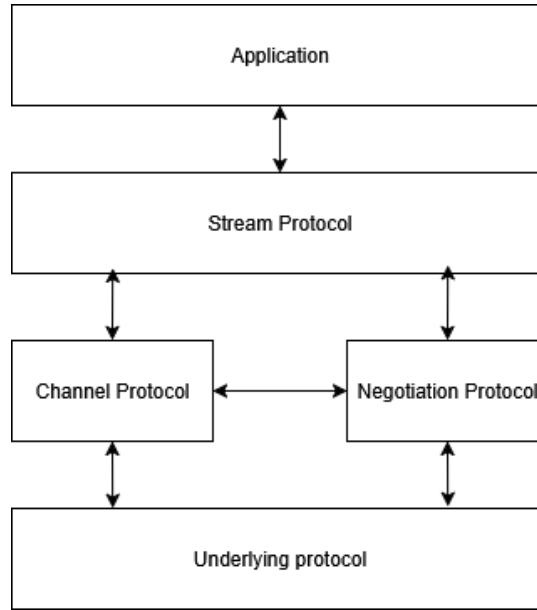 Application
Stream Protocol
Channel Protocol
Negotiation Protocol
Underlying protocol